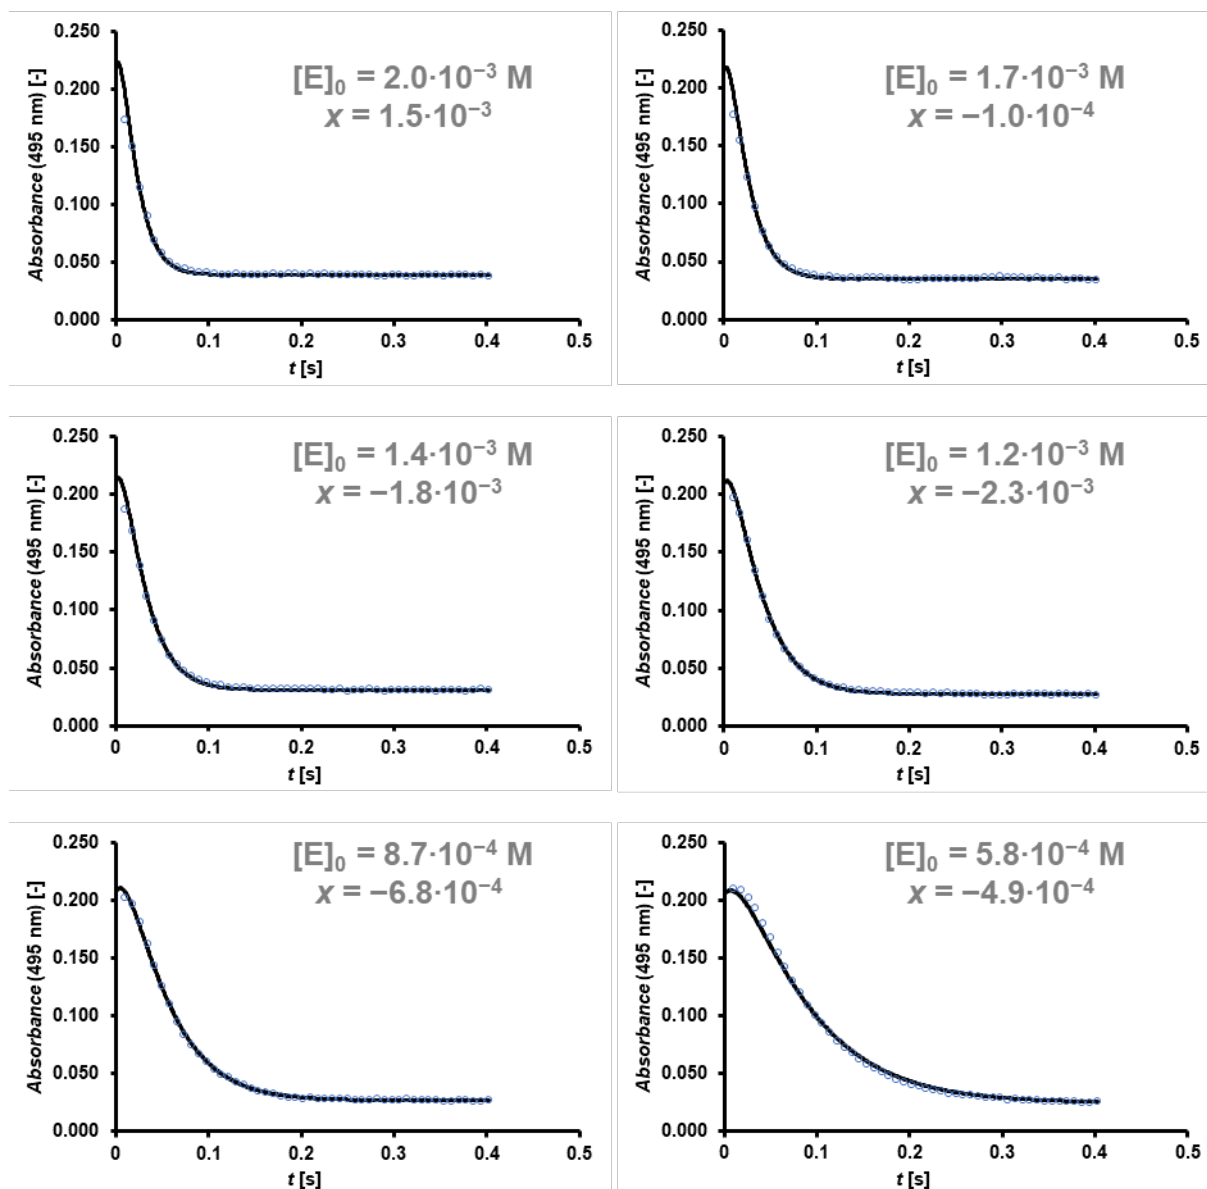 [E]₀ = 2.0·10⁻³ M
x = 1.5·10⁻³
Absorbance (495 nm) [-]
0.250
0.200
0.150
0.100
0.050
0.000
0 0.1 0.2 0.3 0.4 0.5
t [s]
[E]₀ = 1.7·10⁻³ M
x = −1.0·10⁻⁴
Absorbance (495 nm) [-]
0.250
0.200
0.150
0.100
0.050
0.000
0 0.1 0.2 0.3 0.4 0.5
t [s]
[E]₀ = 1.4·10⁻³ M
x = −1.8·10⁻³
Absorbance (495 nm) [-]
0.250
0.200
0.150
0.100
0.050
0.000
0 0.1 0.2 0.3 0.4 0.5
t [s]
[E]₀ = 1.2·10⁻³ M
x = −2.3·10⁻³
Absorbance (495 nm) [-]
0.250
0.200
0.150
0.100
0.050
0.000
0 0.1 0.2 0.3 0.4 0.5
t [s]
[E]₀ = 8.7·10⁻⁴ M
x = −6.8·10⁻⁴
Absorbance (495 nm) [-]
0.250
0.200
0.150
0.100
0.050
0.000
0 0.1 0.2 0.3 0.4 0.5
t [s]
[E]₀ = 5.8·10⁻⁴ M
x = −4.9·10⁻⁴
Absorbance (495 nm) [-]
0.250
0.200
0.150
0.100
0.050
0.000
0 0.1 0.2 0.3 0.4 0.5
t [s]